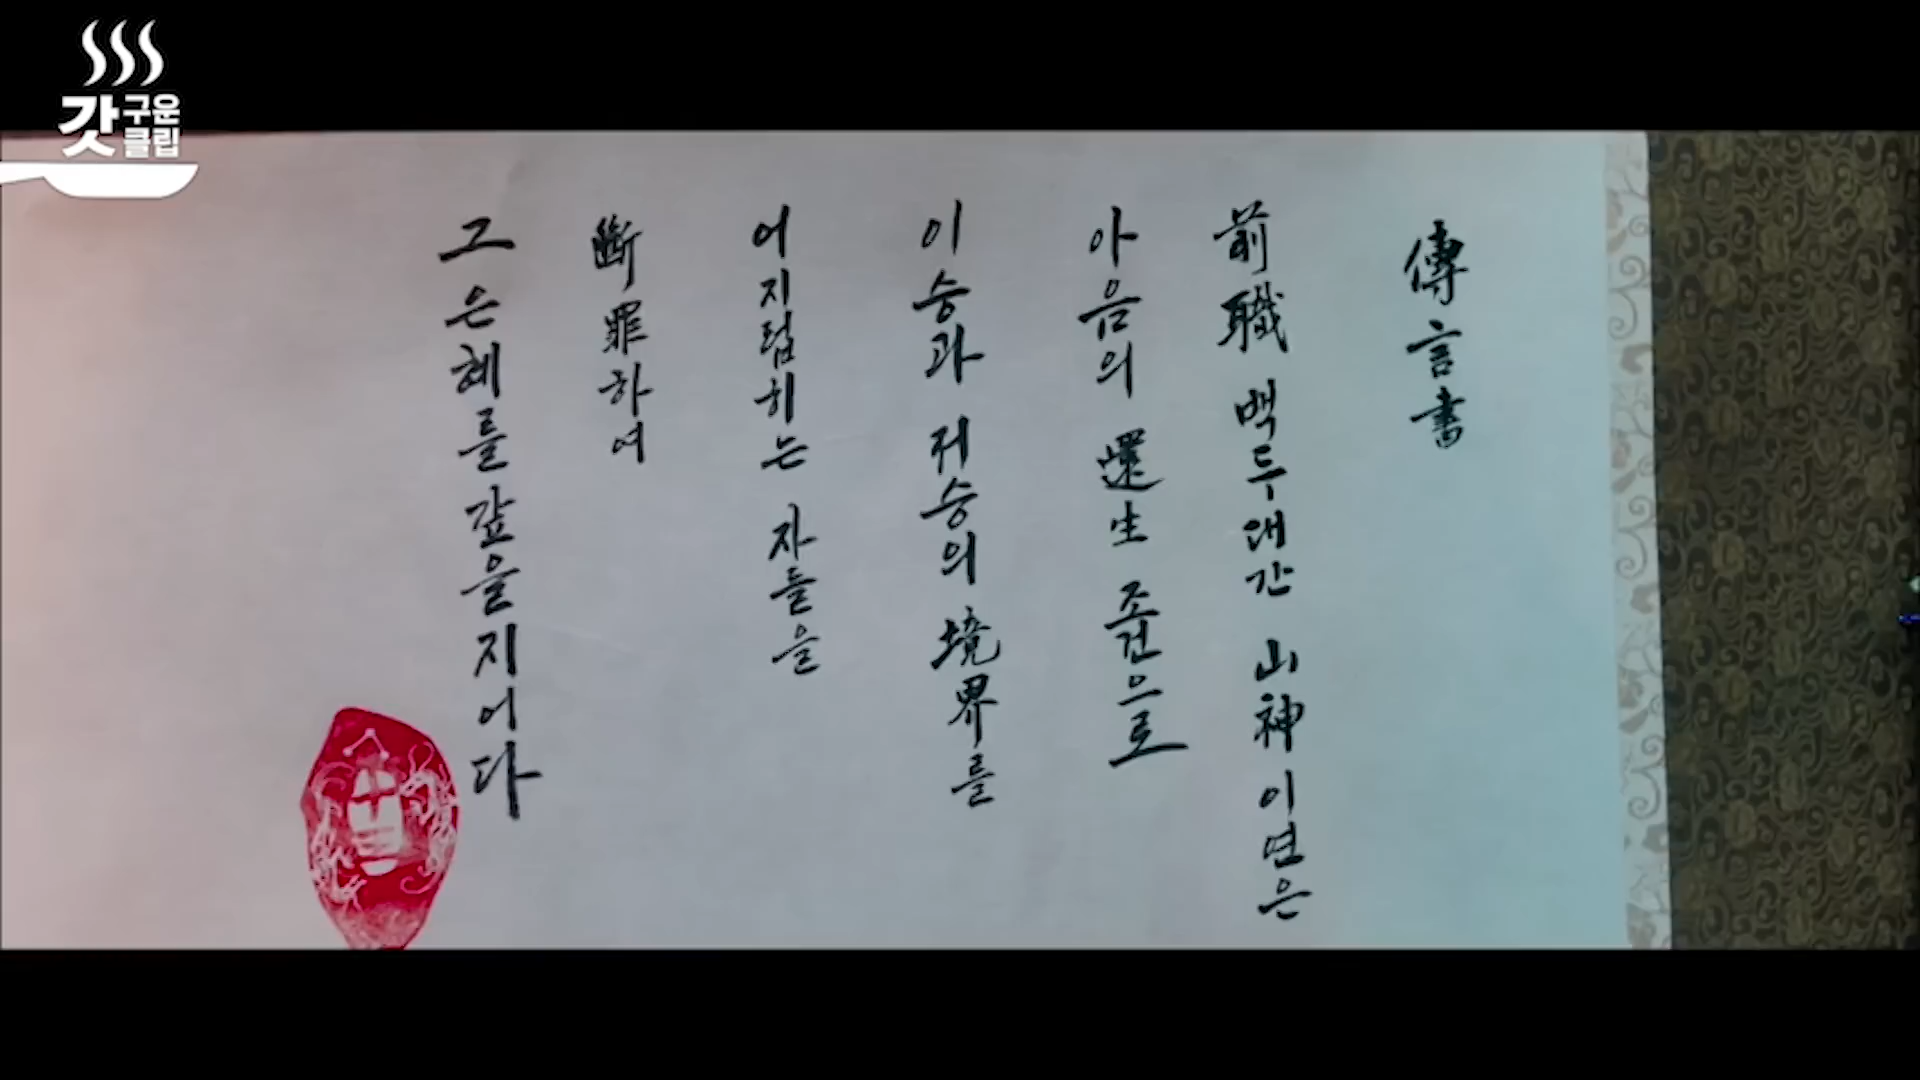 갓구운클립
傳言書
前職 백두대간 山神 이연은
아음의 還生 조건으로
이승과 저승의 境界를
어지럽히는 자들을
斷罪하여
그 은혜를 갚을지어다